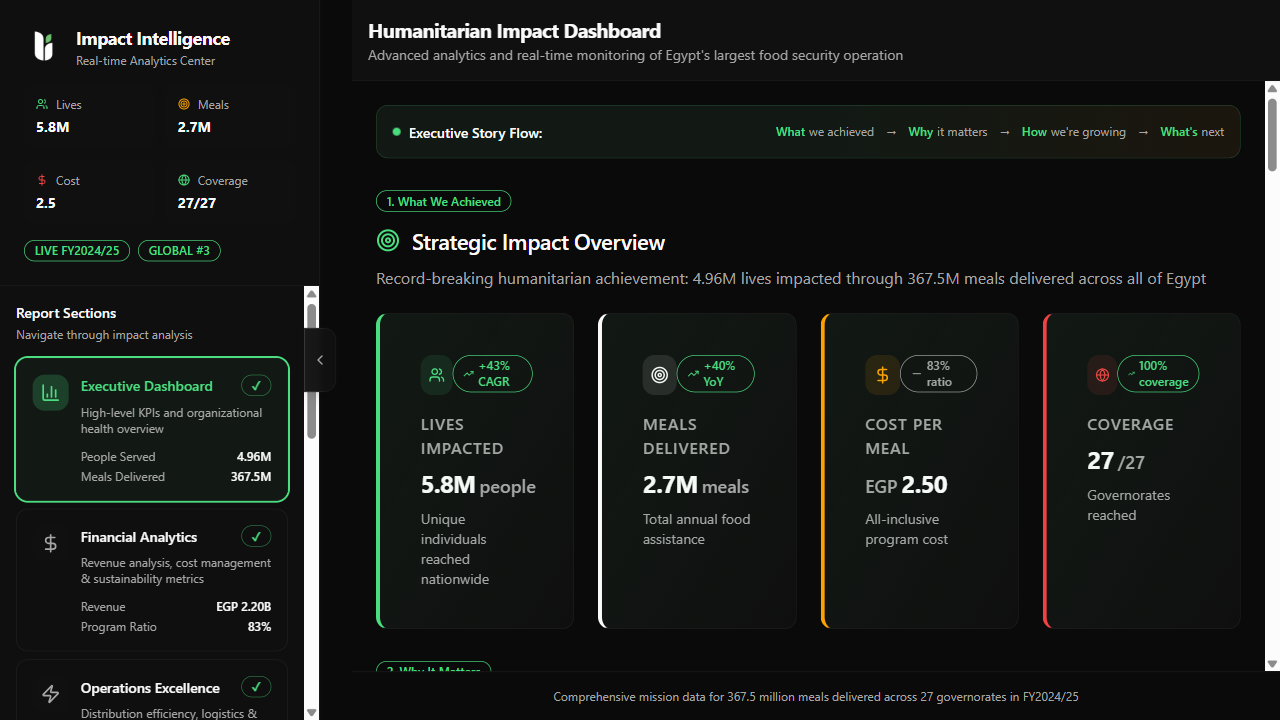 Impact Intelligence
Real-time Analytics Center
Lives
5.8M
Meals
2.7M
Cost
2.5
Coverage
27/27
LIVE FY2024/25
GLOBAL #3
Report Sections
Navigate through impact analysis
Executive Dashboard
✓
High-level KPIs and organizational
health overview
People Served 4.96M
Meals Delivered 367.5M
Financial Analytics
✓
Revenue analysis, cost management
& sustainability metrics
Revenue EGP 2.20B
Program Ratio 83%
Operations Excellence
✓
Distribution efficiency, logistics &
Humanitarian Impact Dashboard
Advanced analytics and real-time monitoring of Egypt's largest food security operation
Executive Story Flow:
What we achieved → Why it matters → How we're growing → What's next
1. What We Achieved
Strategic Impact Overview
Record-breaking humanitarian achievement: 4.96M lives impacted through 367.5M meals delivered across all of Egypt
+43%
CAGR
LIVES
IMPACTED
5.8M people
Unique
individuals
reached
nationwide
+40%
YoY
MEALS
DELIVERED
2.7M meals
Total annual food
assistance
83%
ratio
COST PER
MEAL
EGP 2.50
All-inclusive
program cost
100%
coverage
COVERAGE
27 /27
Governorates
reached
2. Why It Matters
Comprehensive mission data for 367.5 million meals delivered across 27 governorates in FY2024/25